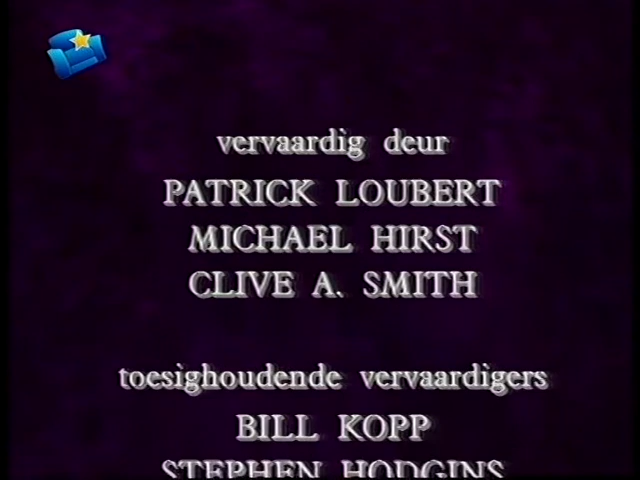 vervaardig deur
PATRICK LOUBERT
MICHAEL HIRST
CLIVE A. SMITH
toesighoudende vervaardigers
BILL KOPP
STEPHEN HODGINS